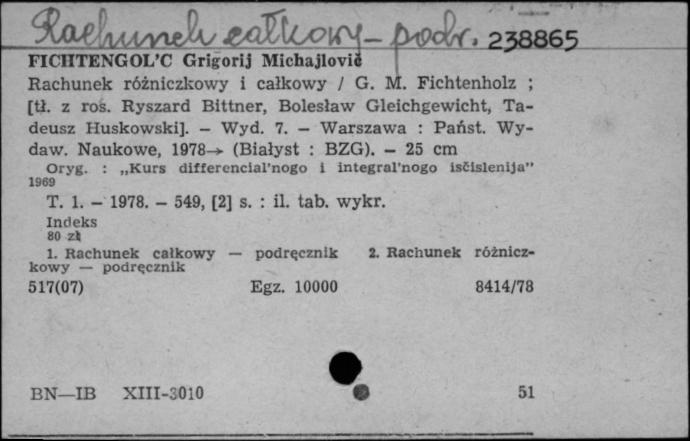 Rachunek całkowy - podr. 238865
FICHTENGOL'C Grigorij Michajlovič
Rachunek różniczkowy i całkowy / G. M. Fichtenholz ;
[tł. z ros. Ryszard Bittner, Bolesław Gleichgewicht, Ta-
deusz Huskowski]. — Wyd. 7. — Warszawa : Państ. Wy-
daw. Naukowe, 1978→ (Białyst : BZG). — 25 cm
Oryg. : „Kurs differencial'nogo i integral'nogo isčislenija"
1969
T. 1. — 1978. — 549, [2] s. : il. tab. wykr.
Indeks
80 zł
1. Rachunek całkowy — podręcznik 2. Rachunek różnicz-
kowy — podręcznik
517(07) Egz. 10000 8414/78
BN—IB XIII-3010 51